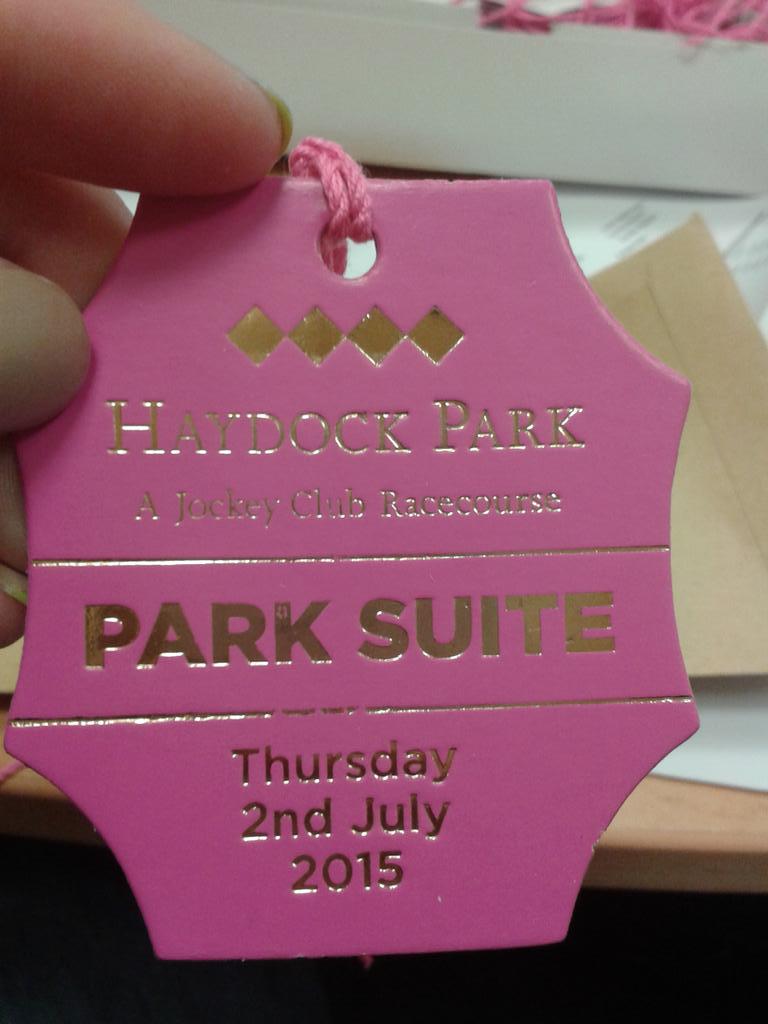 HAYDOCK PARK
A Jockey Club Racecourse
PARK SUITE
Thursday
2nd July
2015